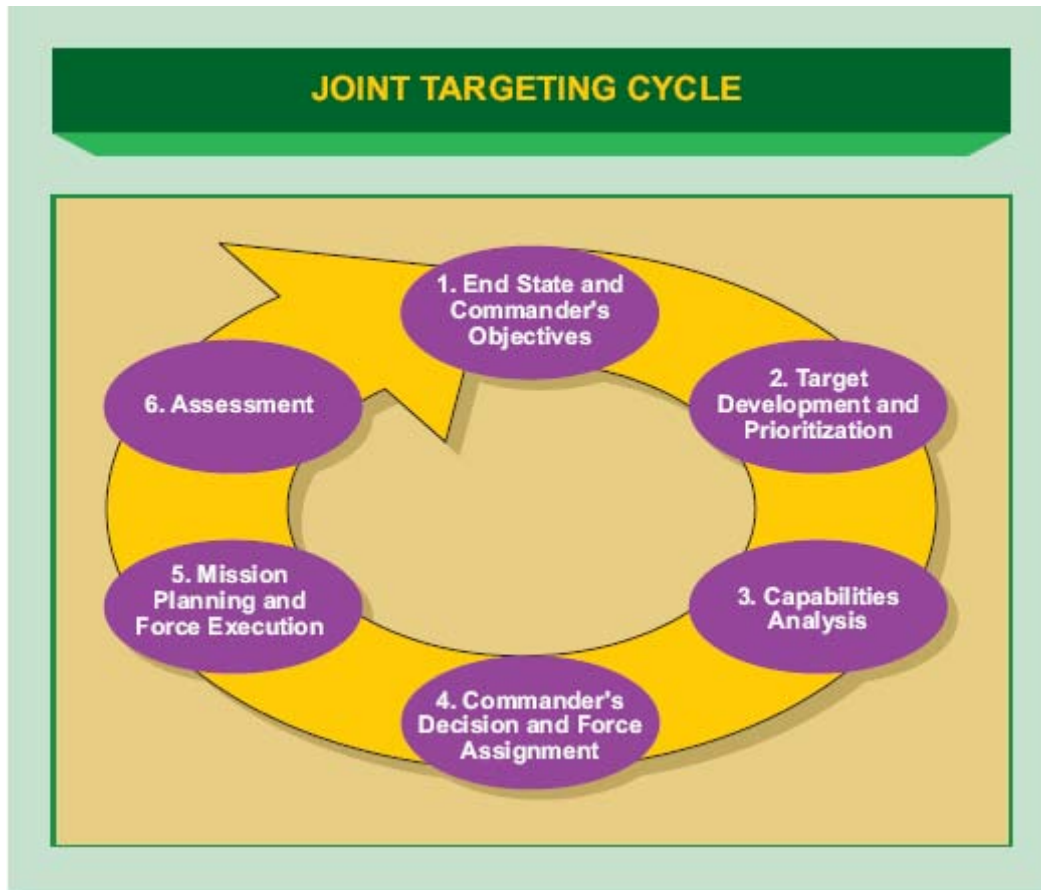 JOINT TARGETING CYCLE
1. End State and
Commander's
Objectives
2. Target
Development and
Prioritization
3. Capabilities
Analysis
4. Commander's
Decision and Force
Assignment
5. Mission
Planning and
Force Execution
6. Assessment